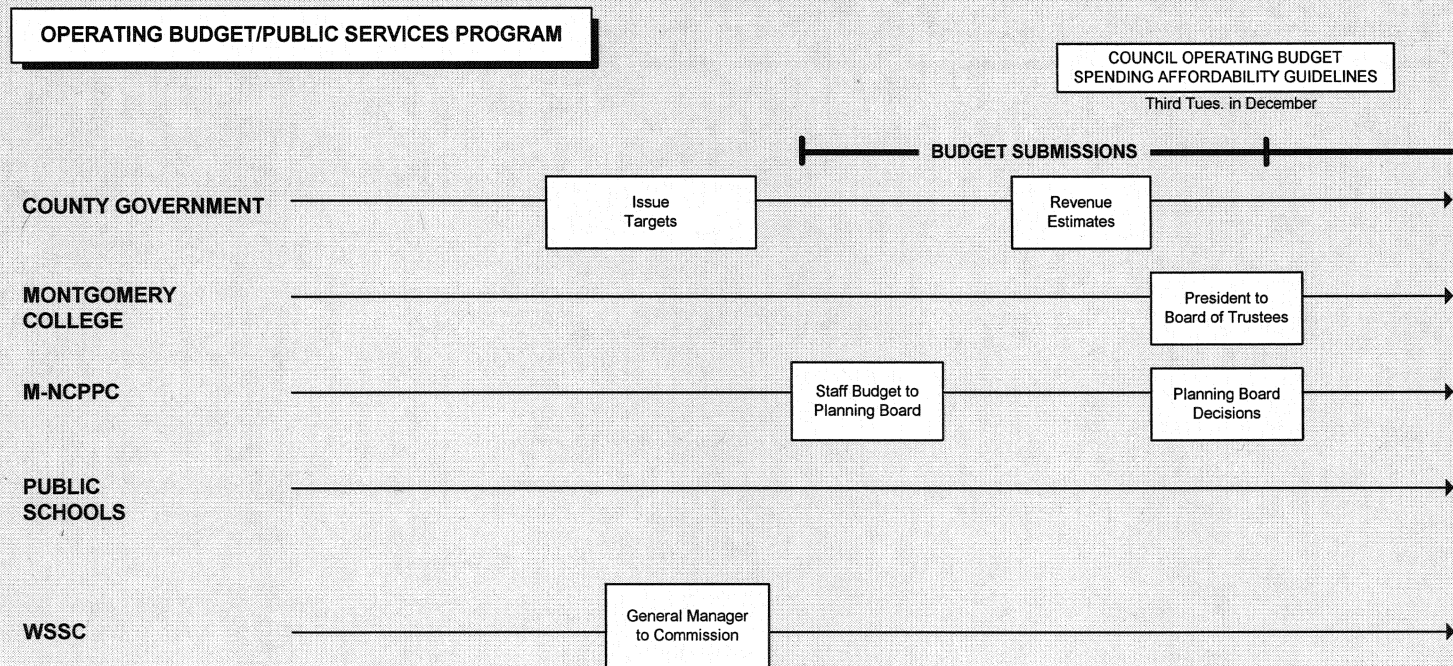 OPERATING BUDGET/PUBLIC SERVICES PROGRAM
COUNCIL OPERATING BUDGET
SPENDING AFFORDABILITY GUIDELINES
Third Tues. in December
BUDGET SUBMISSIONS
COUNTY GOVERNMENT
Issue
Targets
Revenue
Estimates
MONTGOMERY
COLLEGE
President to
Board of Trustees
M-NCPPC
Staff Budget to
Planning Board
Planning Board
Decisions
PUBLIC
SCHOOLS
WSSC
General Manager
to Commission